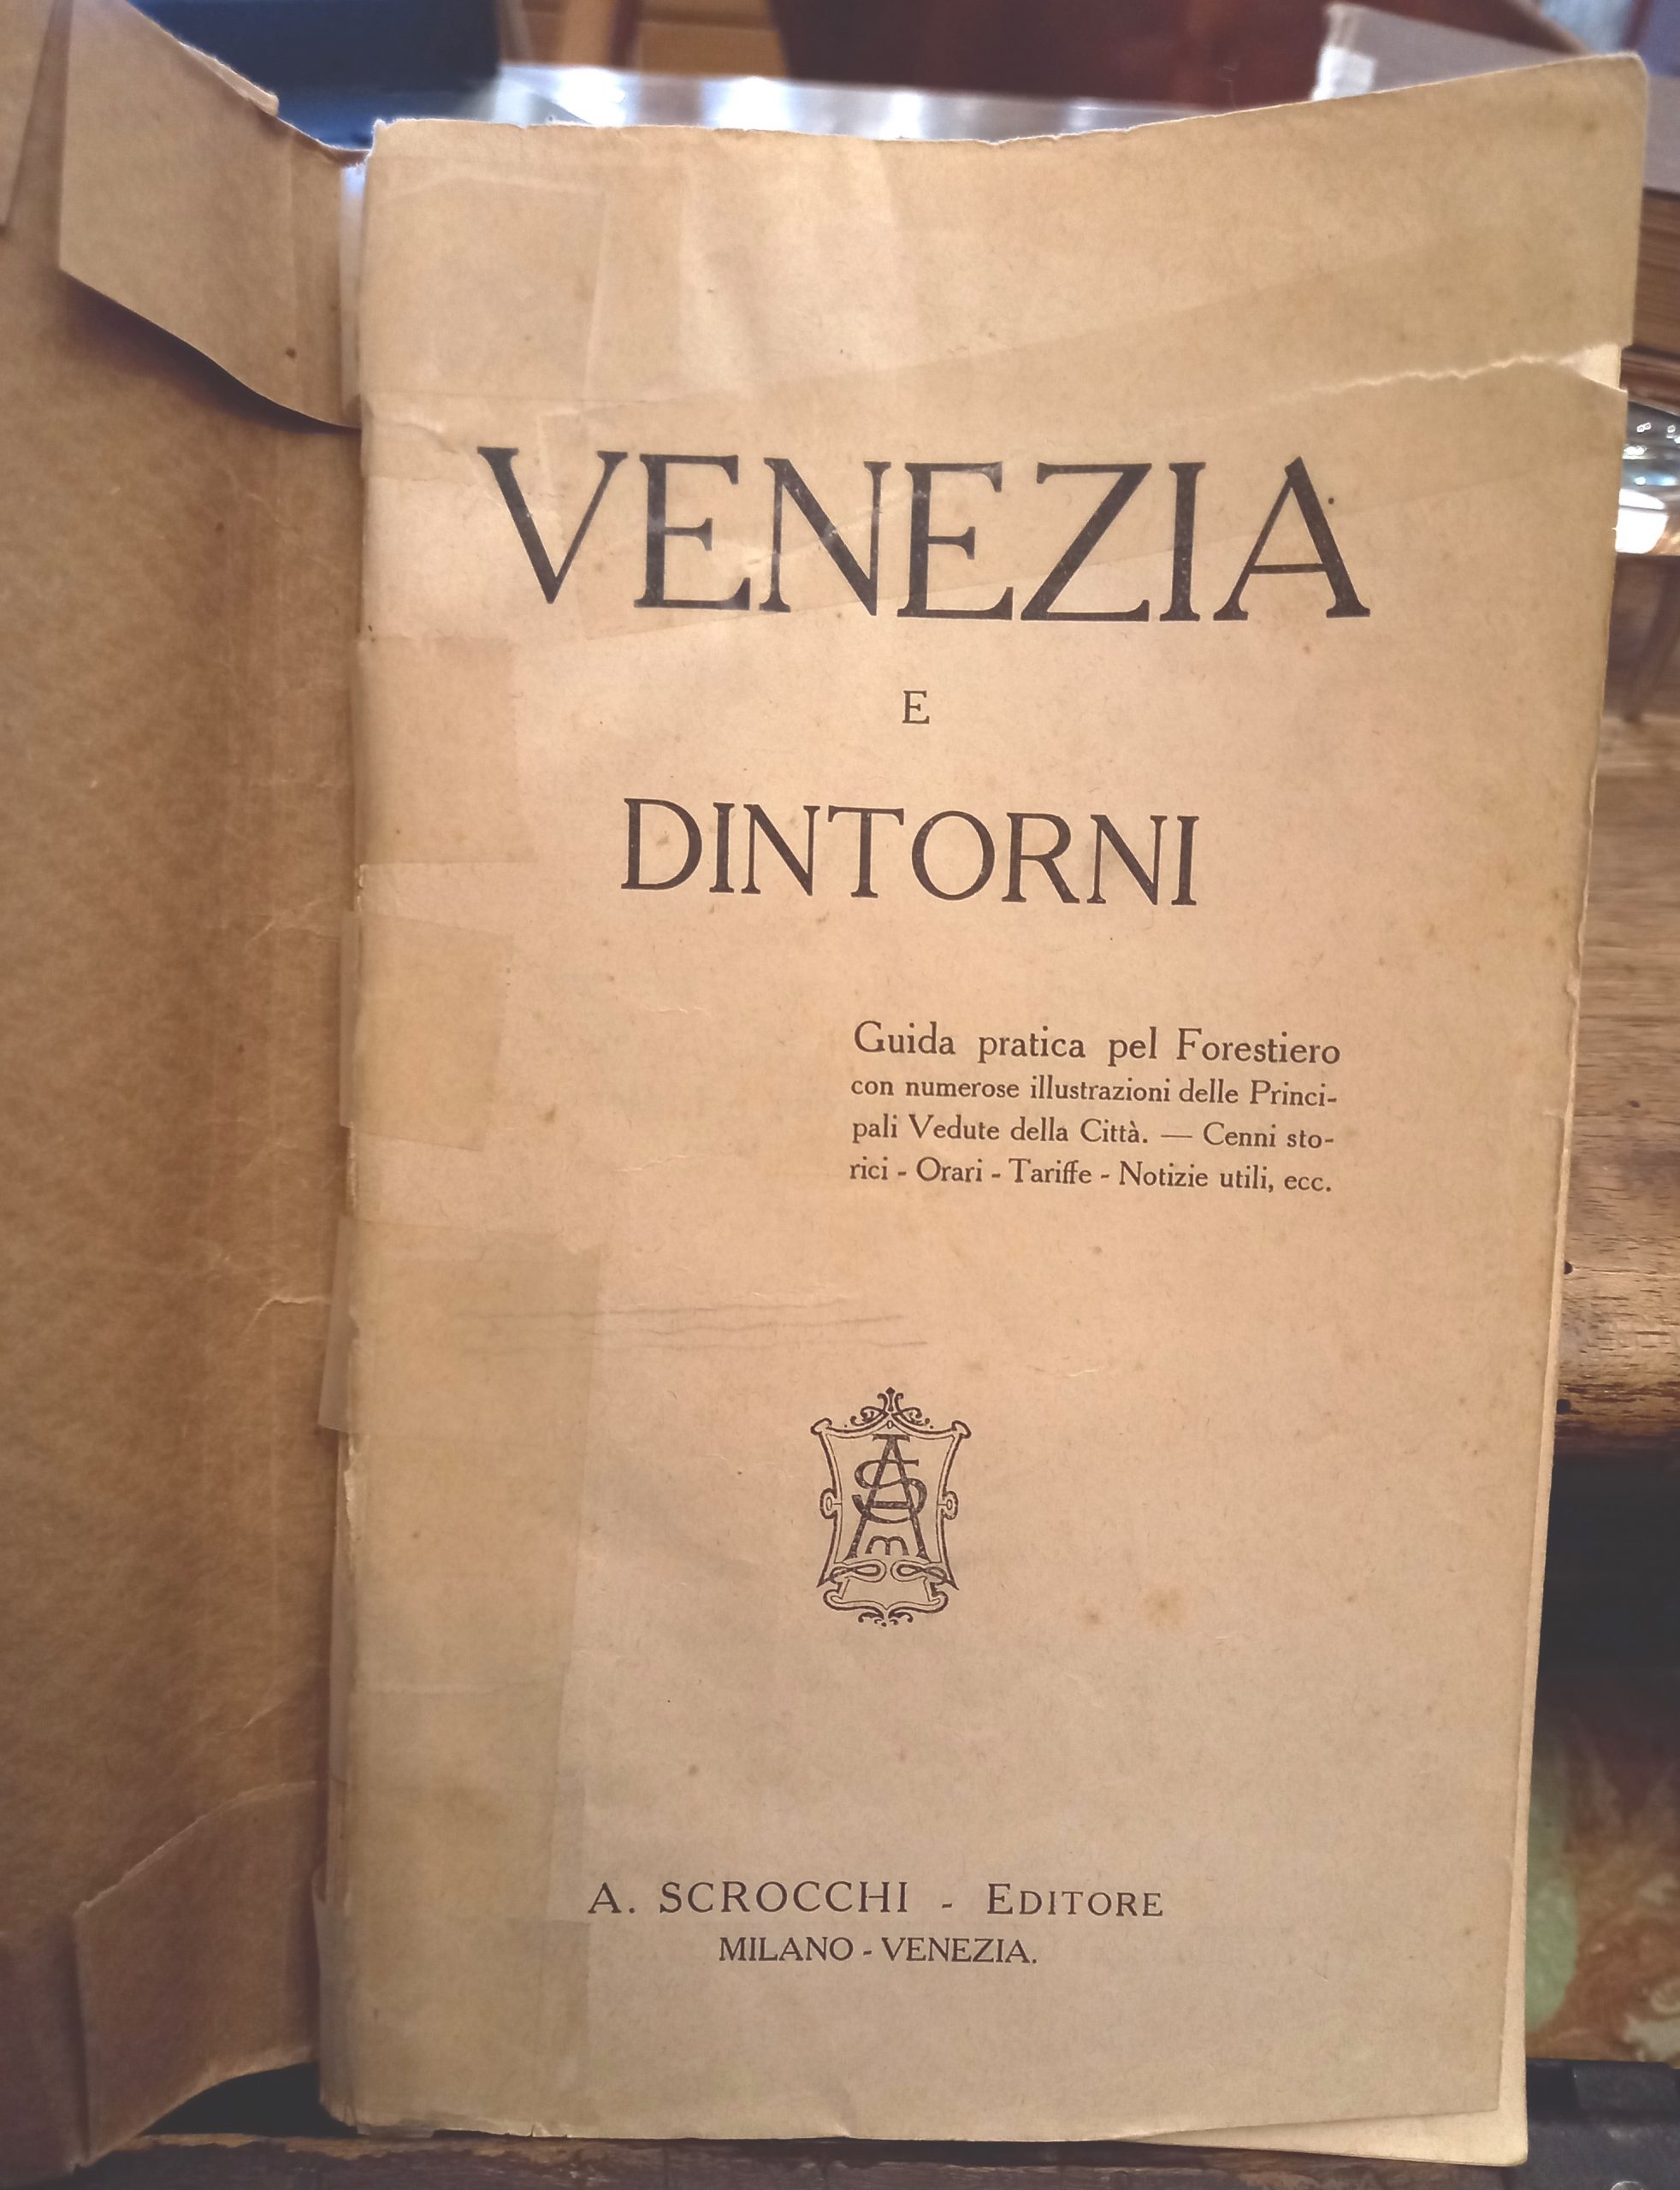 VENEZIA
E
DINTORNI
Guida pratica pel Forestiero
con numerose illustrazioni delle Princi-
pali Vedute della Città. — Cenni sto-
rici - Orari - Tariffe - Notizie utili, ecc.
A S M
A. SCROCCHI - EDITORE
MILANO - VENEZIA.